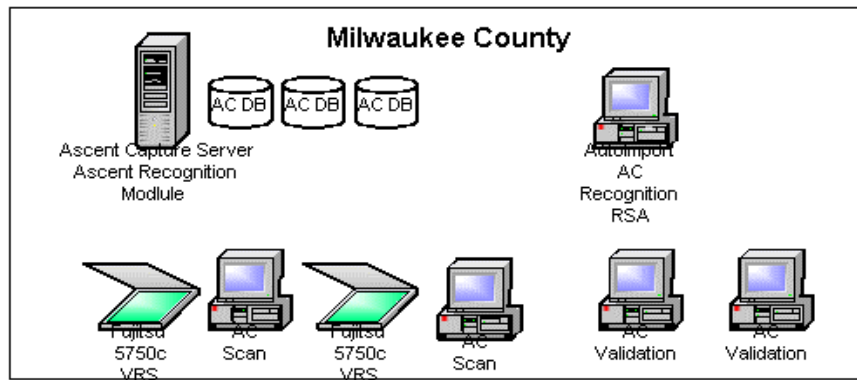 Milwaukee County
AC DB
AC DB
AC DB
Ascent Capture Server
Ascent Recognition
Modlule
Autoimport
AC
Recognition
RSA
Fujitsu
5750c
VRS
AC
Scan
Fujitsu
5750c
VRS
AC
Scan
AC
Validation
AC
Validation